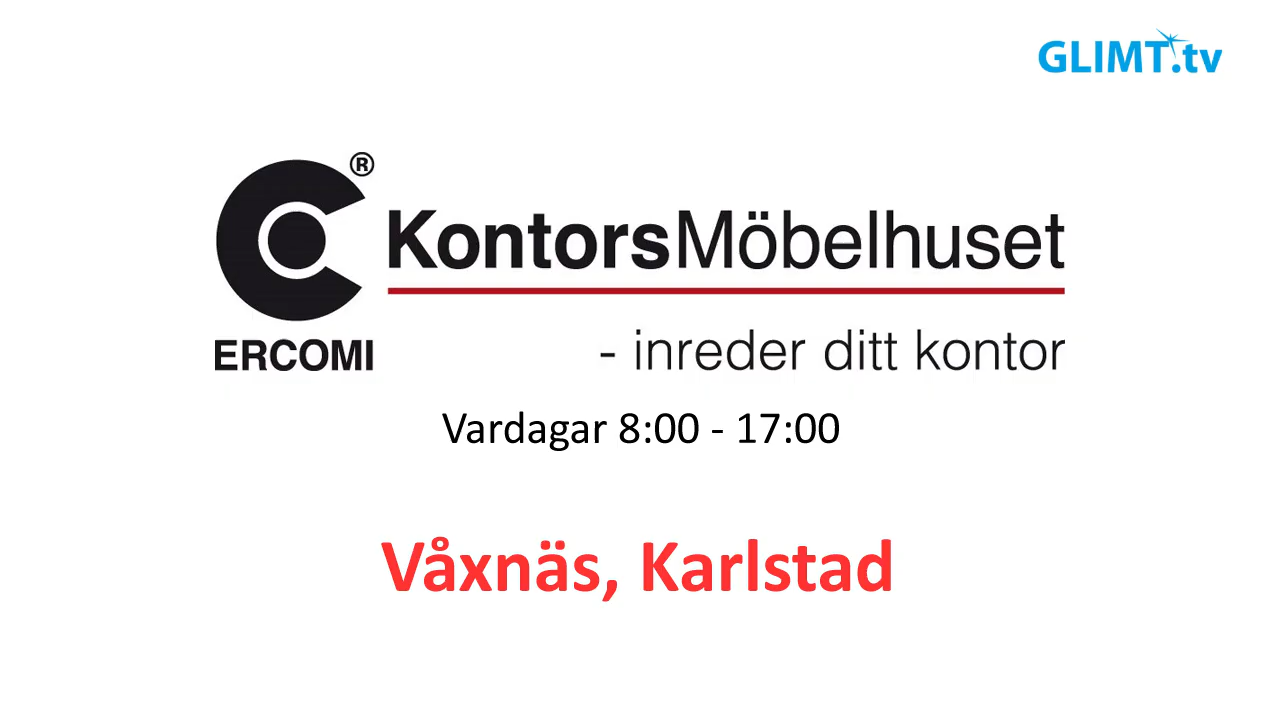 GLIMT.tv
®
KontorsMöbelhuset
ERCOMI
- inreder ditt kontor
Vardagar 8:00 - 17:00
Våxnäs, Karlstad